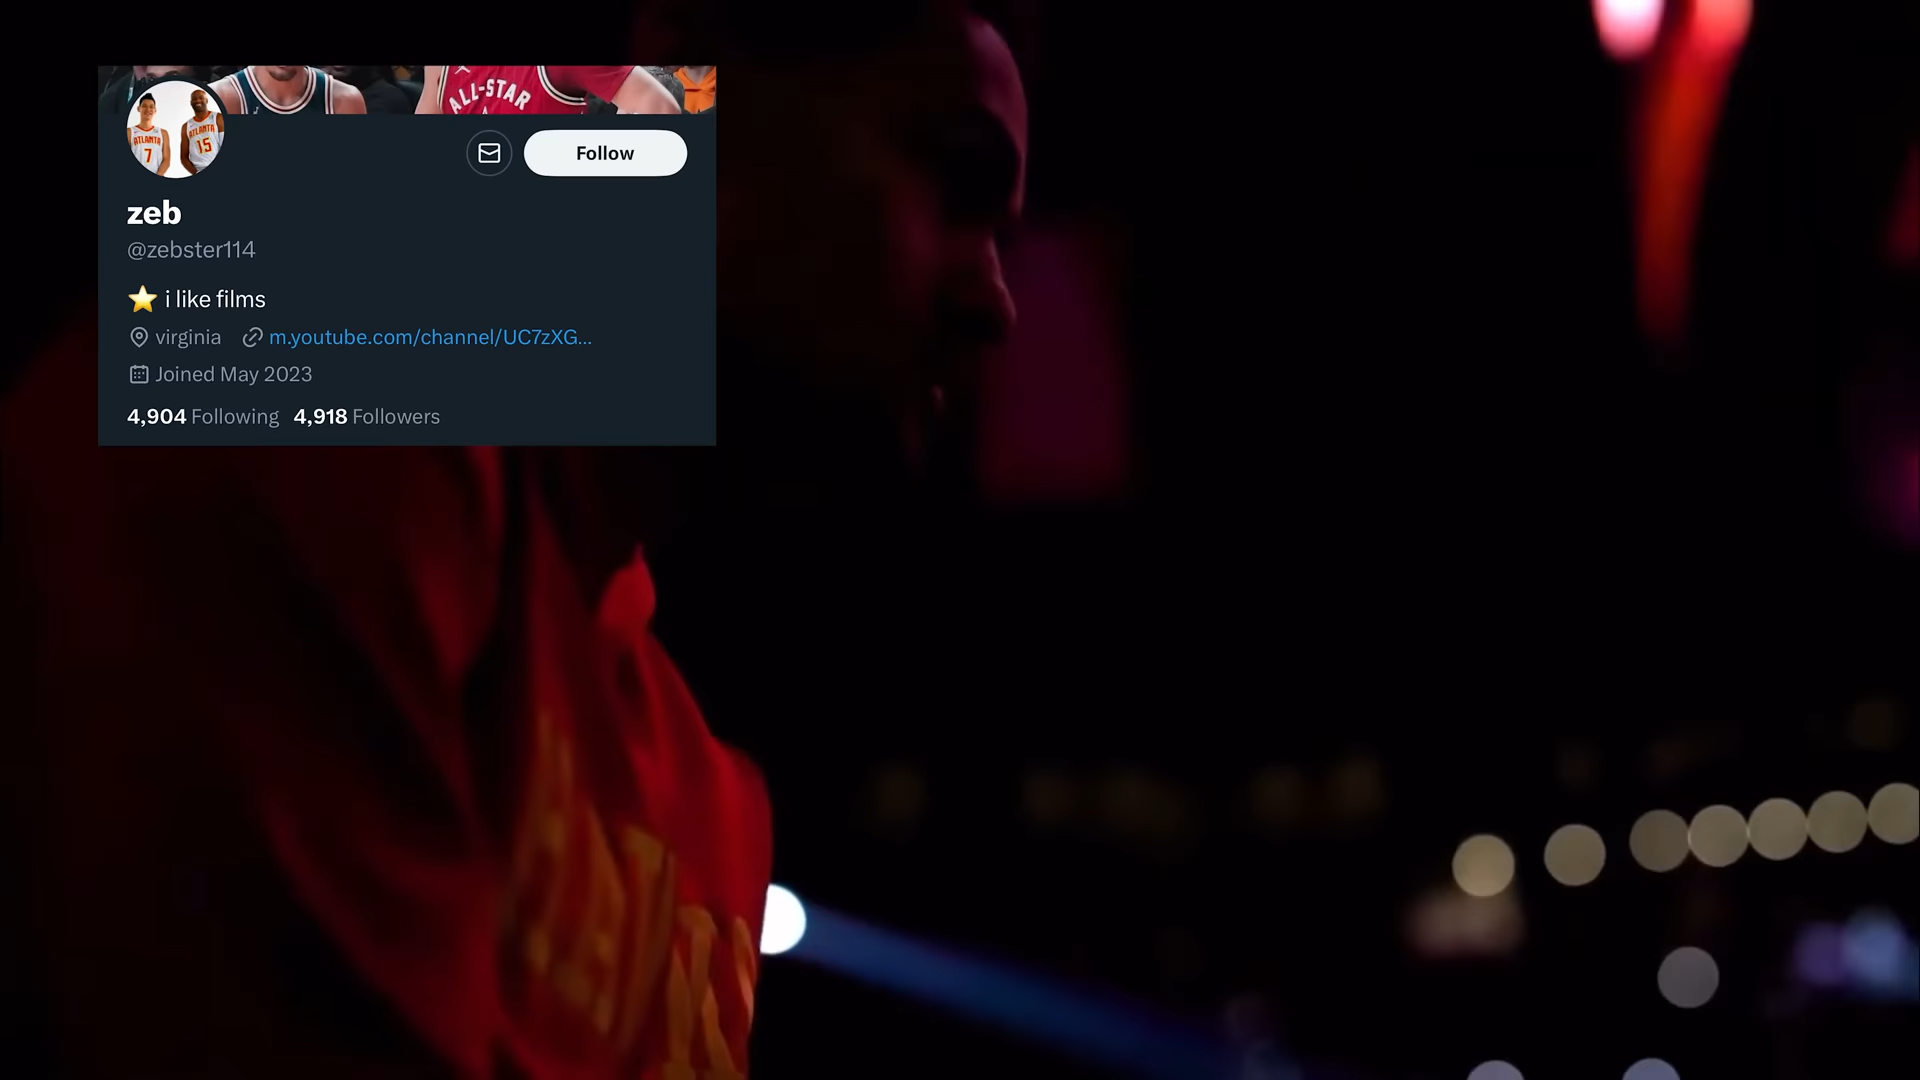 ALL-STAR
ATLANTA
7
ATLANTA
15
Follow
zeb
@zebster114
⭐ i like films
virginia m.youtube.com/channel/UC7zXG...
Joined May 2023
4,904 Following 4,918 Followers